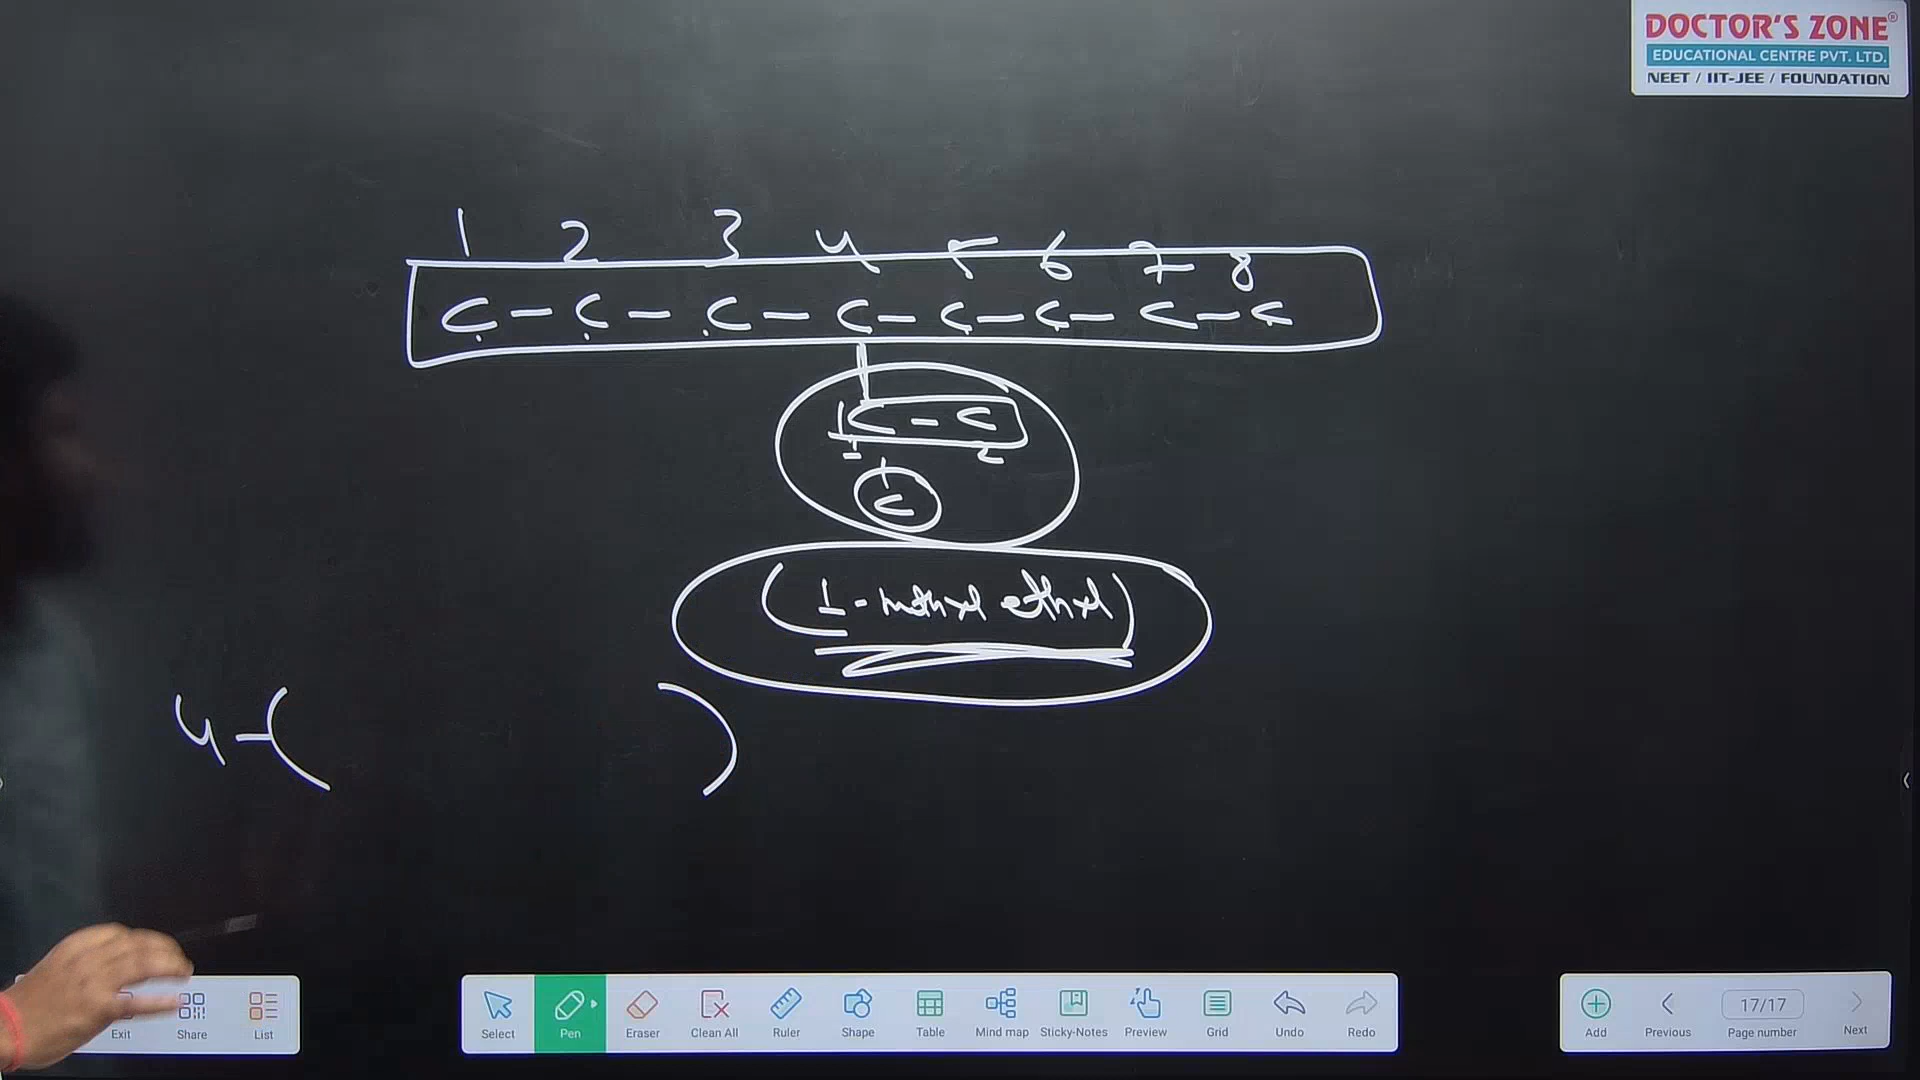 DOCTOR'S ZONE®
EDUCATIONAL CENTRE PVT. LTD.
NEET / IIT-JEE / FOUNDATION
1 2 3 4 5 6 7 8
C - C - C - C - C - C - C - C
1 C - C
1 2
C
(1 - methyl ethyl)
4 - ( )
Exit Share List
Select Pen Eraser Clean All Ruler Shape Table Mind map Sticky-Notes Preview Grid Undo Redo
Add Previous 17/17 Page number Next